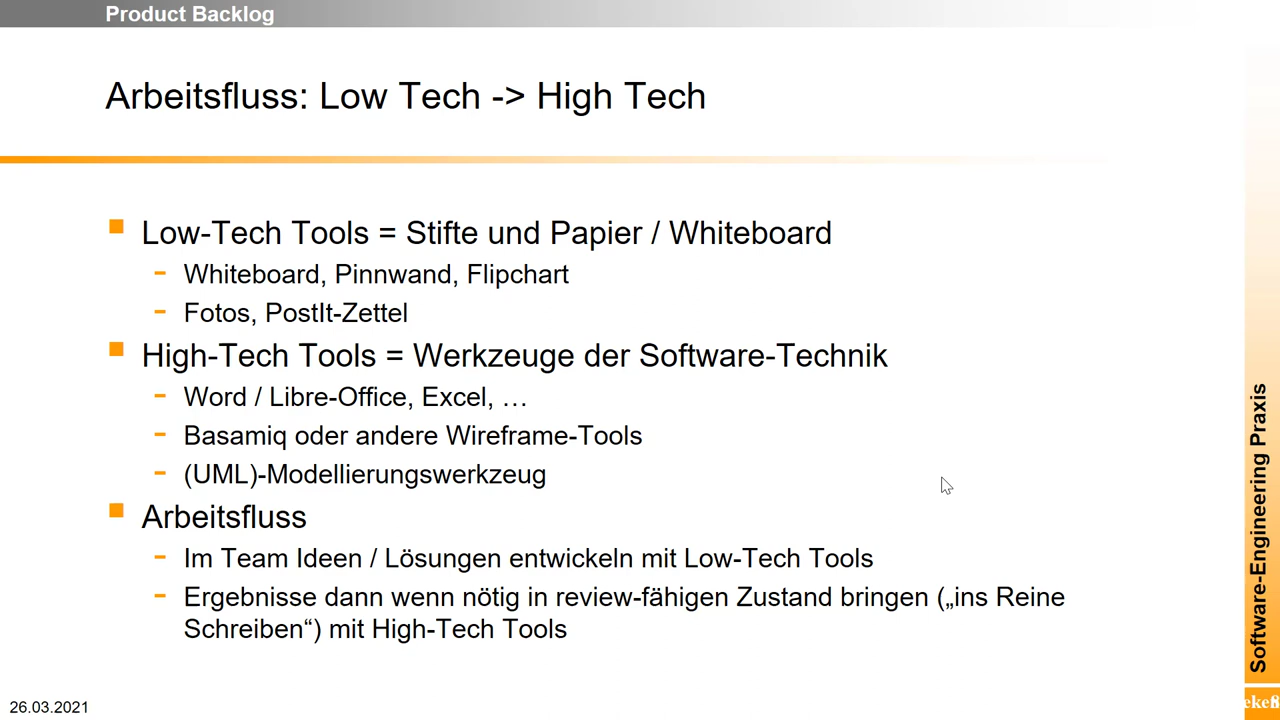 Product Backlog
Arbeitsfluss: Low Tech -> High Tech
Low-Tech Tools = Stifte und Papier / Whiteboard
Whiteboard, Pinnwand, Flipchart
Fotos, PostIt-Zettel
High-Tech Tools = Werkzeuge der Software-Technik
Word / Libre-Office, Excel, …
Basamiq oder andere Wireframe-Tools
(UML)-Modellierungswerkzeug
Arbeitsfluss
Im Team Ideen / Lösungen entwickeln mit Low-Tech Tools
Ergebnisse dann wenn nötig in review-fähigen Zustand bringen („ins Reine
Schreiben“) mit High-Tech Tools
Software-Engineering Praxis
26.03.2021